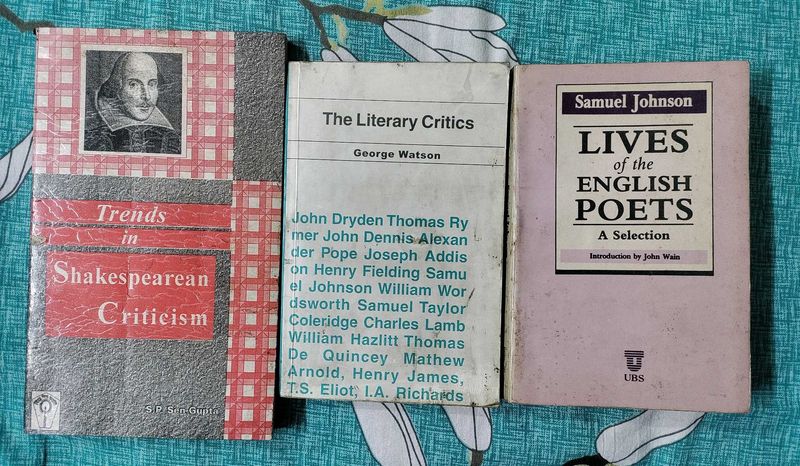 Trends
in
Shakespearean
Criticism
S P Sen Gupta
The Literary Critics
George Watson
John Dryden Thomas Ry
mer John Dennis Alexan
der Pope Joseph Addis
on Henry Fielding Samu
el Johnson William Wor
dsworth Samuel Taylor
Coleridge Charles Lamb
William Hazlitt Thomas
De Quincey Mathew
Arnold, Henry James,
T.S. Eliot, I.A. Richards
Samuel Johnson
LIVES
of the
ENGLISH
POETS
A Selection
Introduction by John Wain
UBS